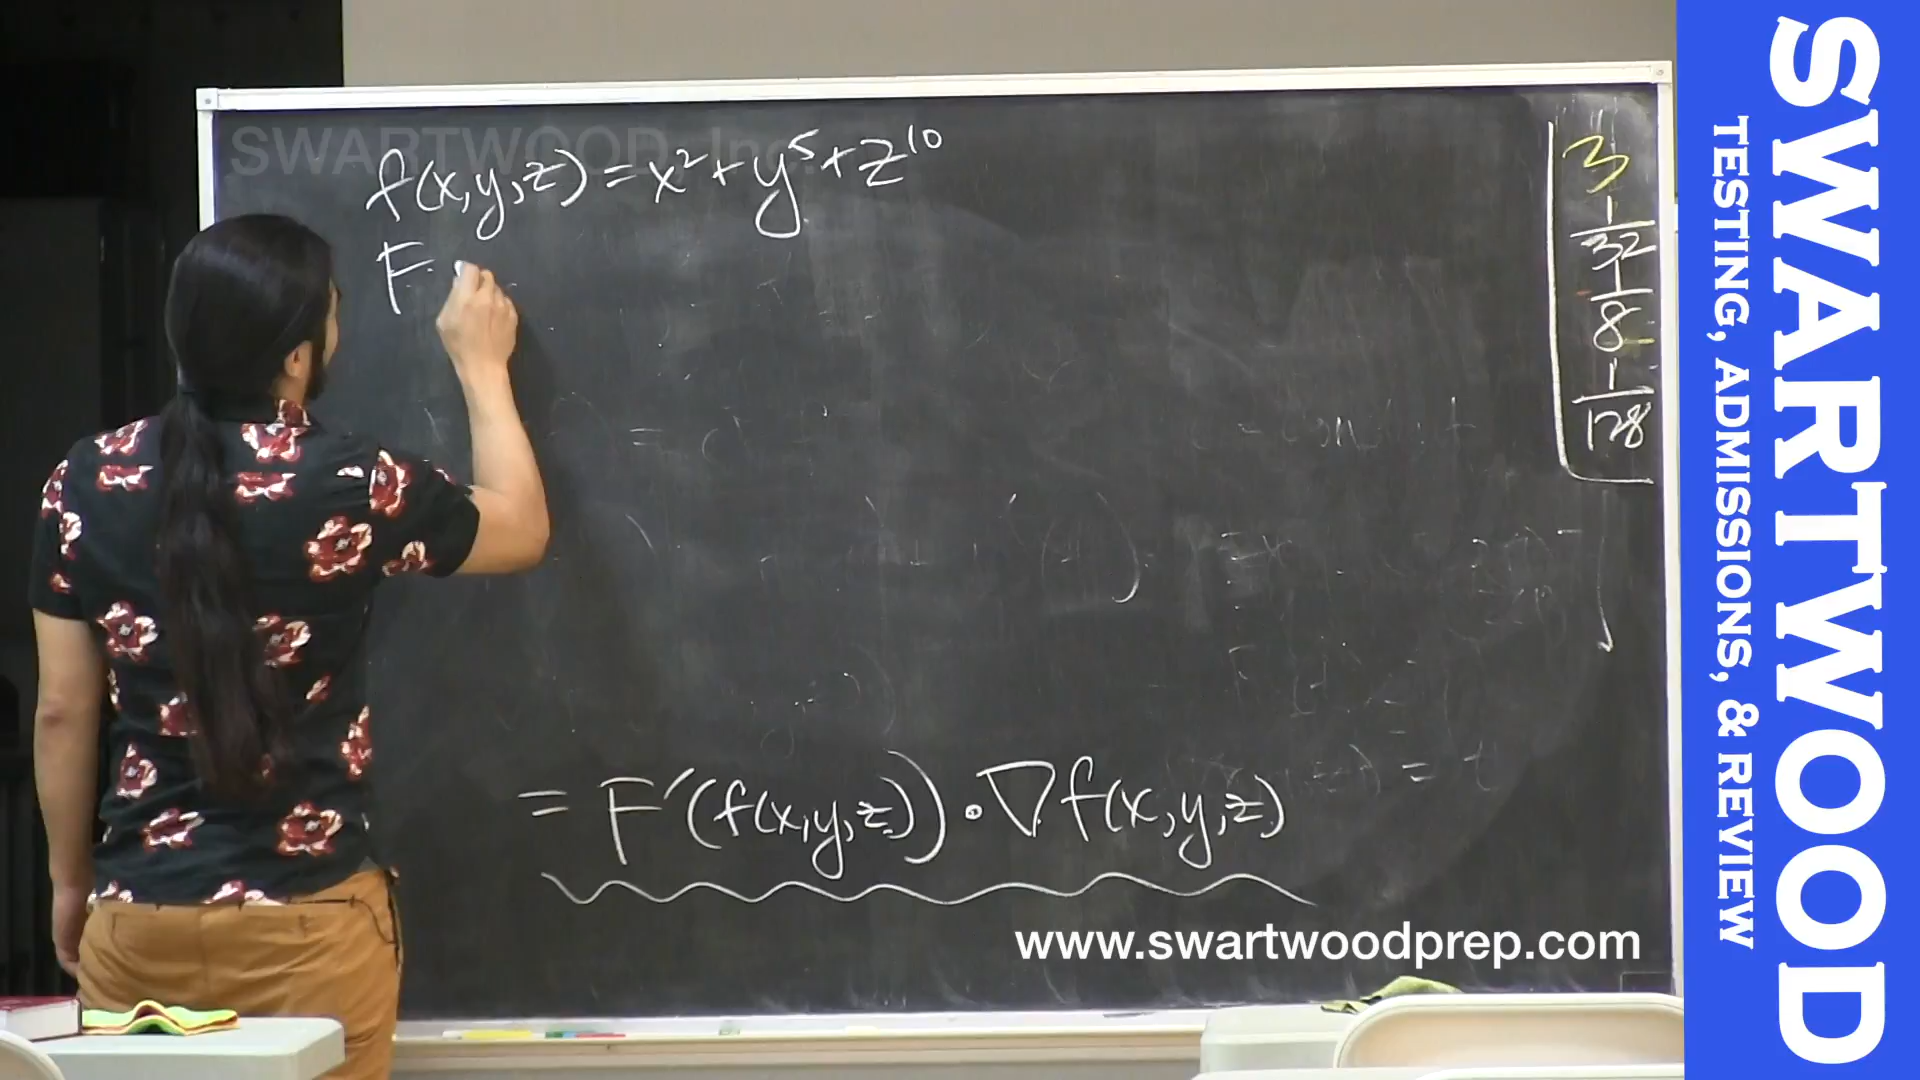 SWARTWOOD, Inc.
f(x,y,z) = x² + y⁵ + z¹⁰
F
= F′(f(x,y,z)) · ∇f(x,y,z)
3
1
32
1
8
1
128
www.swartwoodprep.com
SWARTWOOD
TESTING, ADMISSIONS, & REVIEW